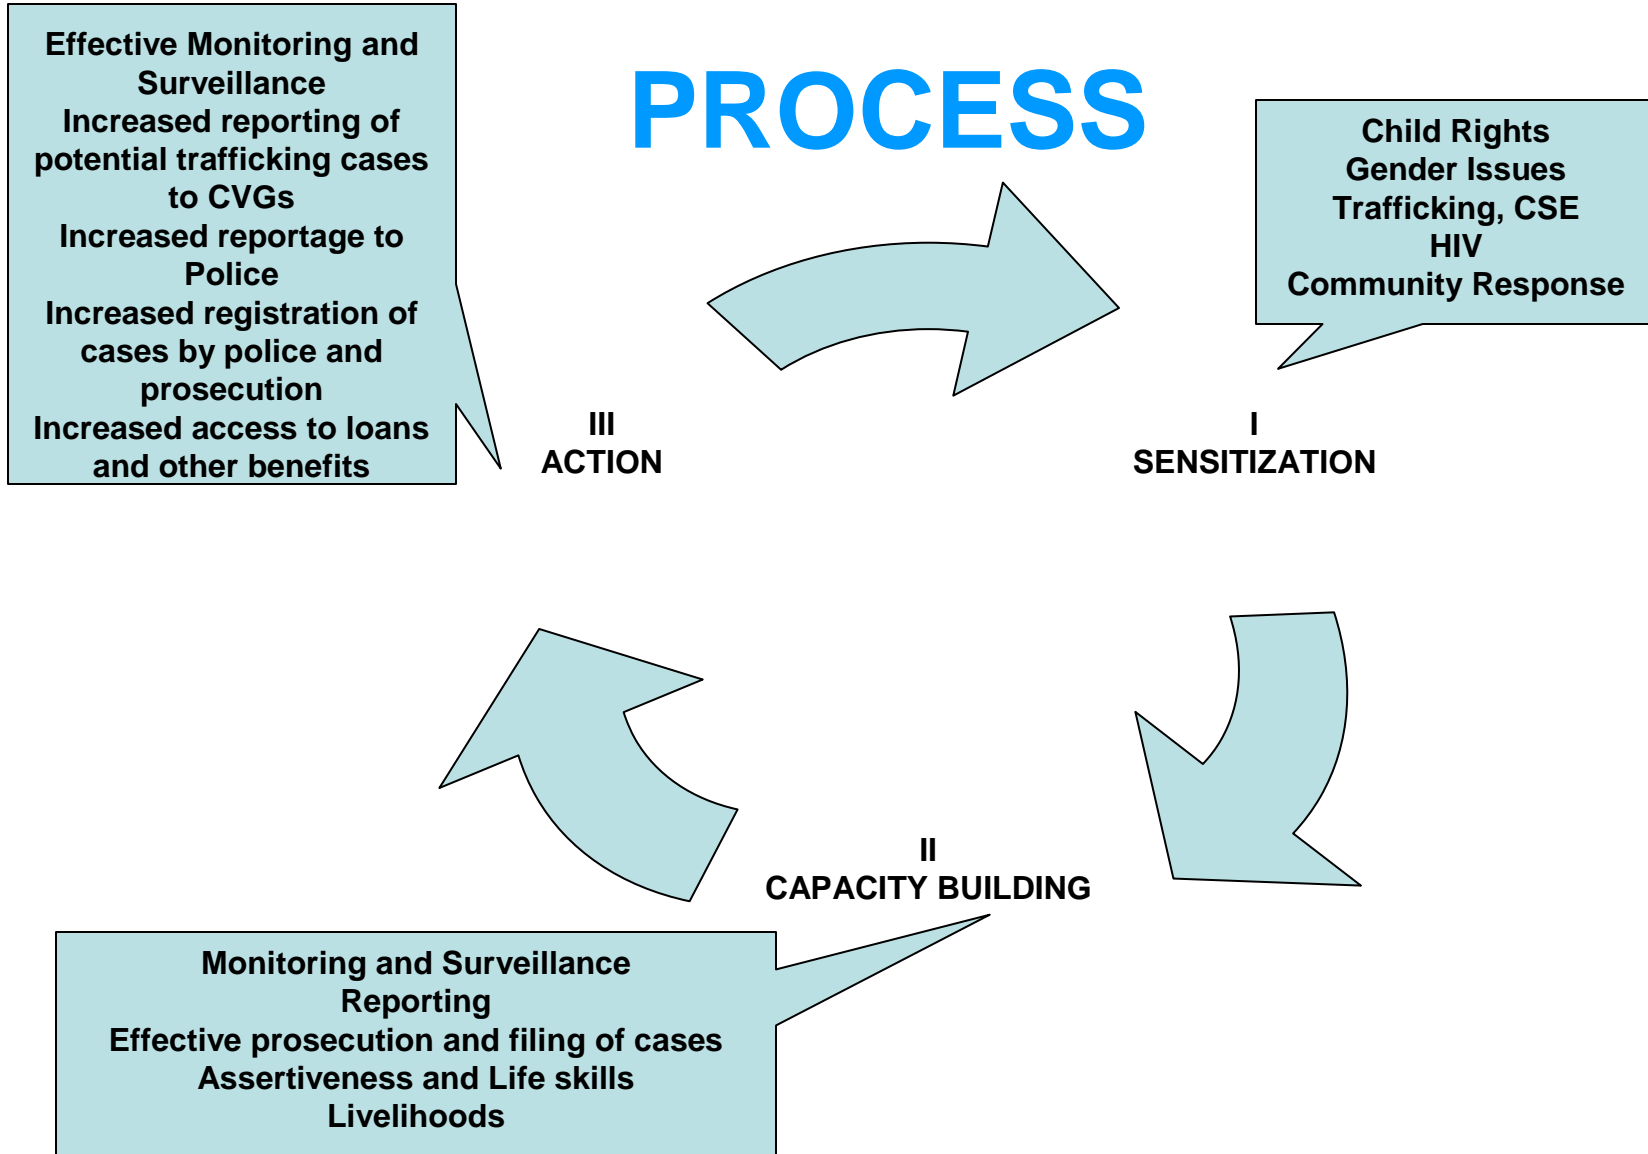 PROCESS
Effective Monitoring and
Surveillance
Increased reporting of
potential trafficking cases
to CVGs
Increased reportage to
Police
Increased registration of
cases by police and
prosecution
Increased access to loans
and other benefits
Child Rights
Gender Issues
Trafficking, CSE
HIV
Community Response
III
ACTION
I
SENSITIZATION
II
CAPACITY BUILDING
Monitoring and Surveillance
Reporting
Effective prosecution and filing of cases
Assertiveness and Life skills
Livelihoods